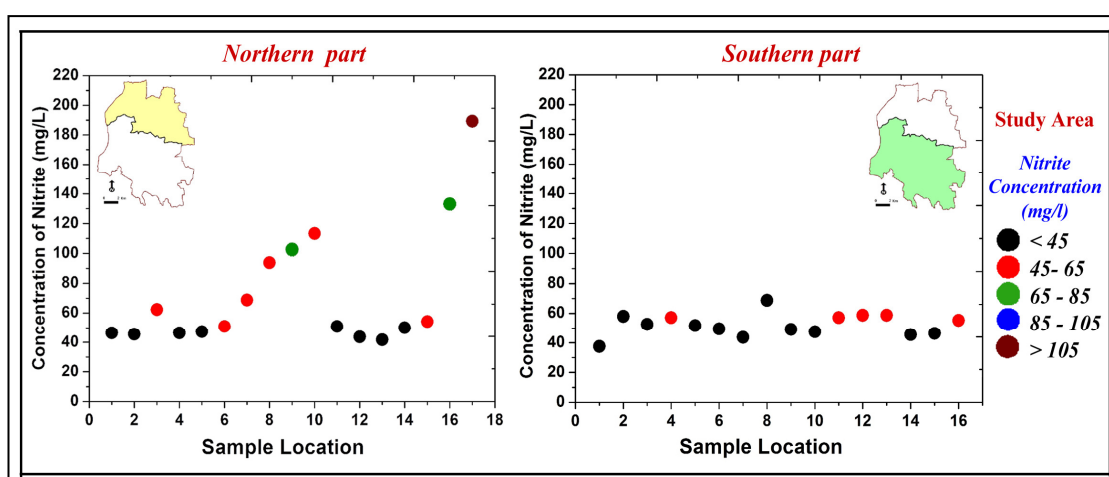 Northern part
Southern part
Concentration of Nitrite (mg/L)
220
200
180
160
140
120
100
80
60
40
20
0
0 2 4 6 8 10 12 14 16 18
Sample Location
Concentration of Nitrite (mg/L)
220
200
180
160
140
120
100
80
60
40
20
0
0 2 4 6 8 10 12 14 16
Sample Location
Study Area
Nitrite
Concentration
(mg/l)
< 45
45- 65
65 - 85
85 - 105
> 105